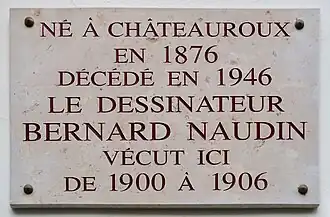 NÉ À CHÂTEAUROUX
EN 1876
DÉCÉDÉ EN 1946
LE DESSINATEUR
BERNARD NAUDIN
VÉCUT ICI
DE 1900 À 1906